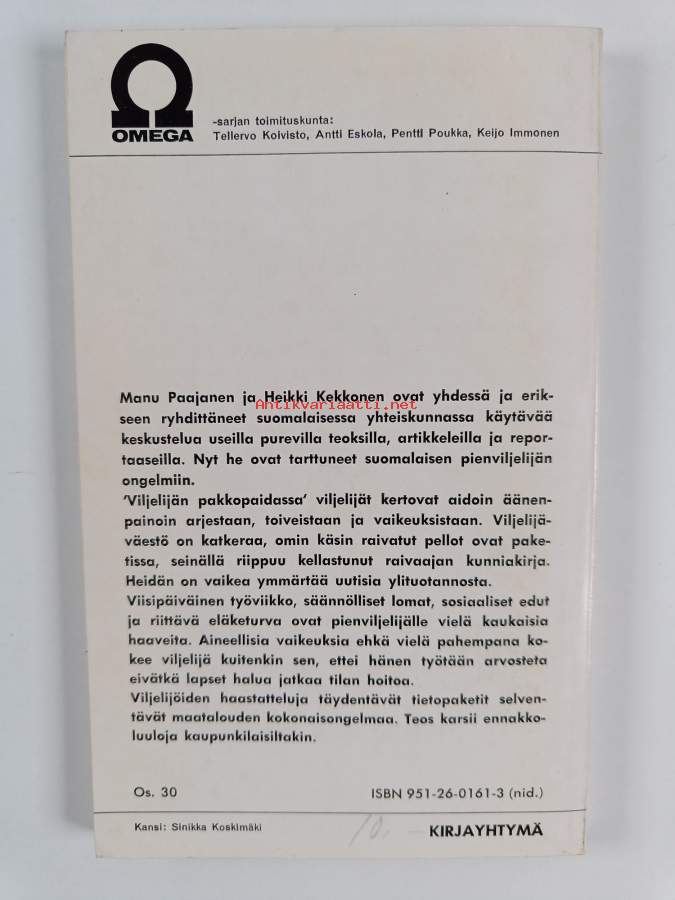 OMEGA
-sarjan toimituskunta:
Tellervo Koivisto, Antti Eskola, Pentti Poukka, Keijo Immonen
Manu Paajanen ja Heikki Kekkonen ovat yhdessä ja erik-
seen ryhdittäneet suomalaisessa yhteiskunnassa käytävää
Antikvariaatti.net
keskustelua useilla purevilla teoksilla, artikkeleilla ja repor-
taaseilla. Nyt he ovat tarttuneet suomalaisen pienviljelijän
ongelmiin.
'Viljelijän pakkopaidassa' viljelijät kertovat aidoin äänen-
painoin arjestaan, toiveistaan ja vaikeuksistaan. Viljelijä-
väestö on katkeraa, omin käsin raivatut pellot ovat pake-
tissa, seinällä riippuu kellastunut raivaajan kunniakirja.
Heidän on vaikea ymmärtää uutisia ylituotannosta.
Viisipäiväinen työviikko, säännölliset lomat, sosiaaliset edut
ja riittävä eläketurva ovat pienviljelijälle vielä kaukaisia
haaveita. Aineellisia vaikeuksia ehkä vielä pahempana ko-
kee viljelijä kuitenkin sen, ettei hänen työtään arvosteta
eivätkä lapset halua jatkaa tilan hoitoa.
Viljelijöiden haastatteluja täydentävät tietopaketit selven-
tävät maatalouden kokonaisongelmaa. Teos karsii ennakko-
luuloja kaupunkilaisiltakin.
Os. 30
ISBN 951-26-0161-3 (nid.)
Kansi: Sinikka Koskimäki
10.-
KIRJAYHTYMÄ